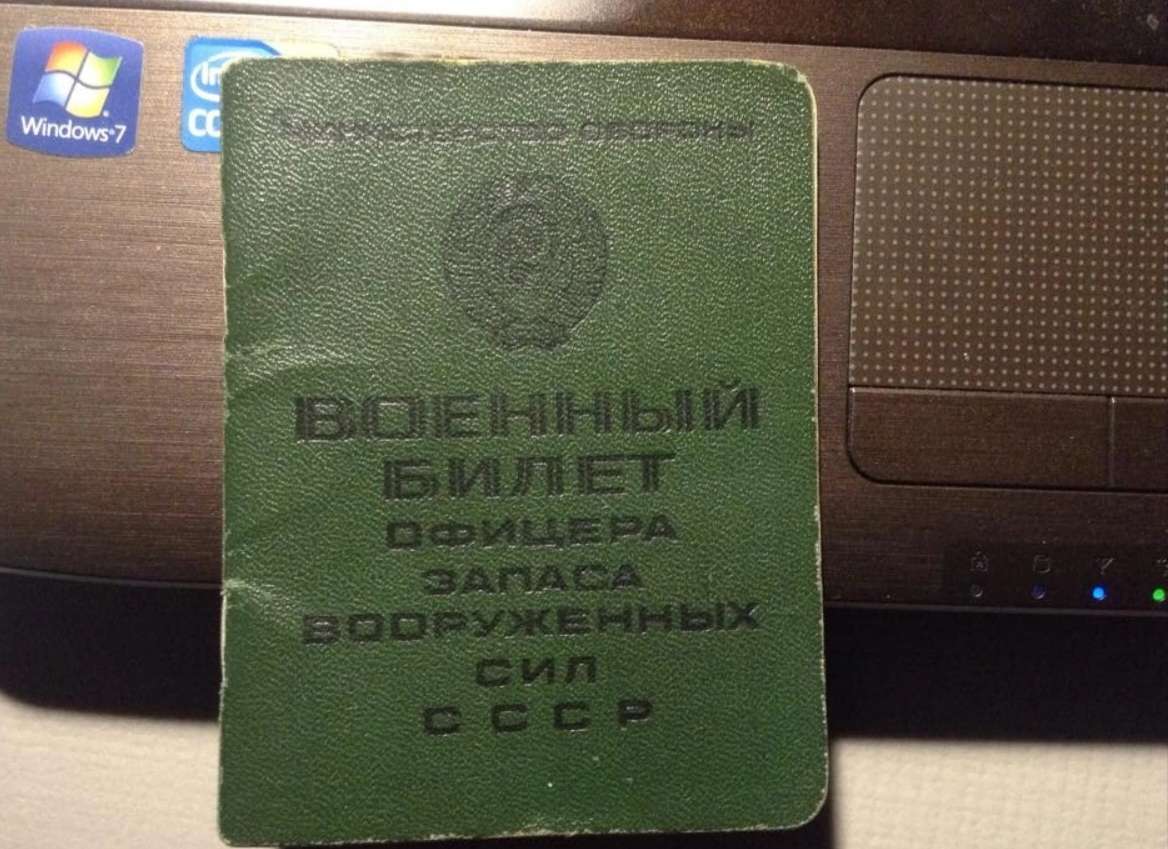 Windows 7
МИНИСТЕРСТВО ОБОРОНЫ
ВОЕННЫЙ
БИЛЕТ
ОФИЦЕРА
ЗАПАСА
ВООРУЖЕННЫХ
СИЛ
СССР